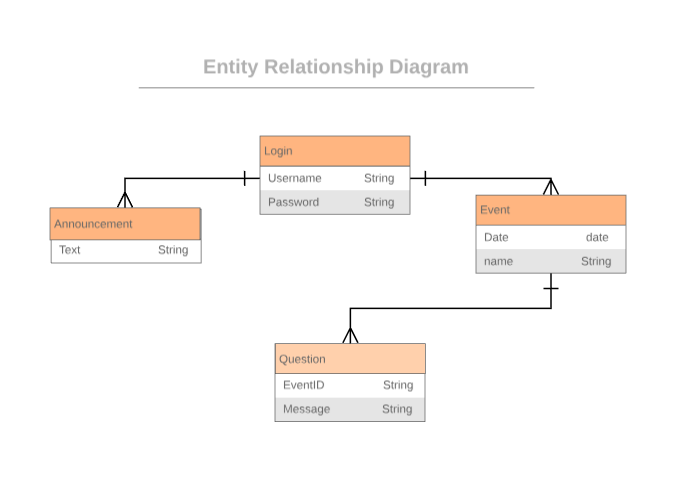 Entity Relationship Diagram
Login
Username String
Password String
Announcement
Text String
Event
Date date
name String
Question
EventID String
Message String